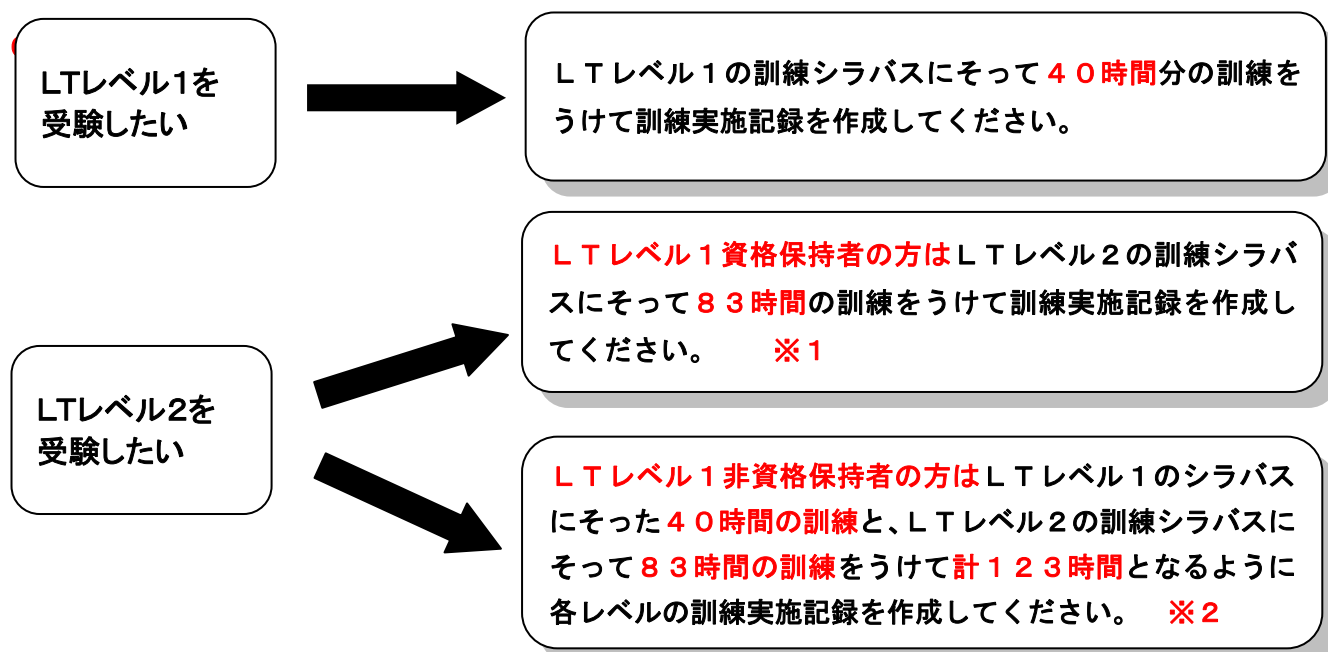 LTレベル1を
受験したい
ＬＴレベル１の訓練シラバスにそって４０時間分の訓練を
うけて訓練実施記録を作成してください。
ＬＴレベル１資格保持者の方はＬＴレベル２の訓練シラバ
スにそって８３時間の訓練をうけて訓練実施記録を作成し
てください。　　※１
LTレベル2を
受験したい
ＬＴレベル１非資格保持者の方はＬＴレベル１のシラバス
にそった４０時間の訓練と、ＬＴレベル２の訓練シラバスに
そって８３時間の訓練をうけて計１２３時間となるように
各レベルの訓練実施記録を作成してください。　※２